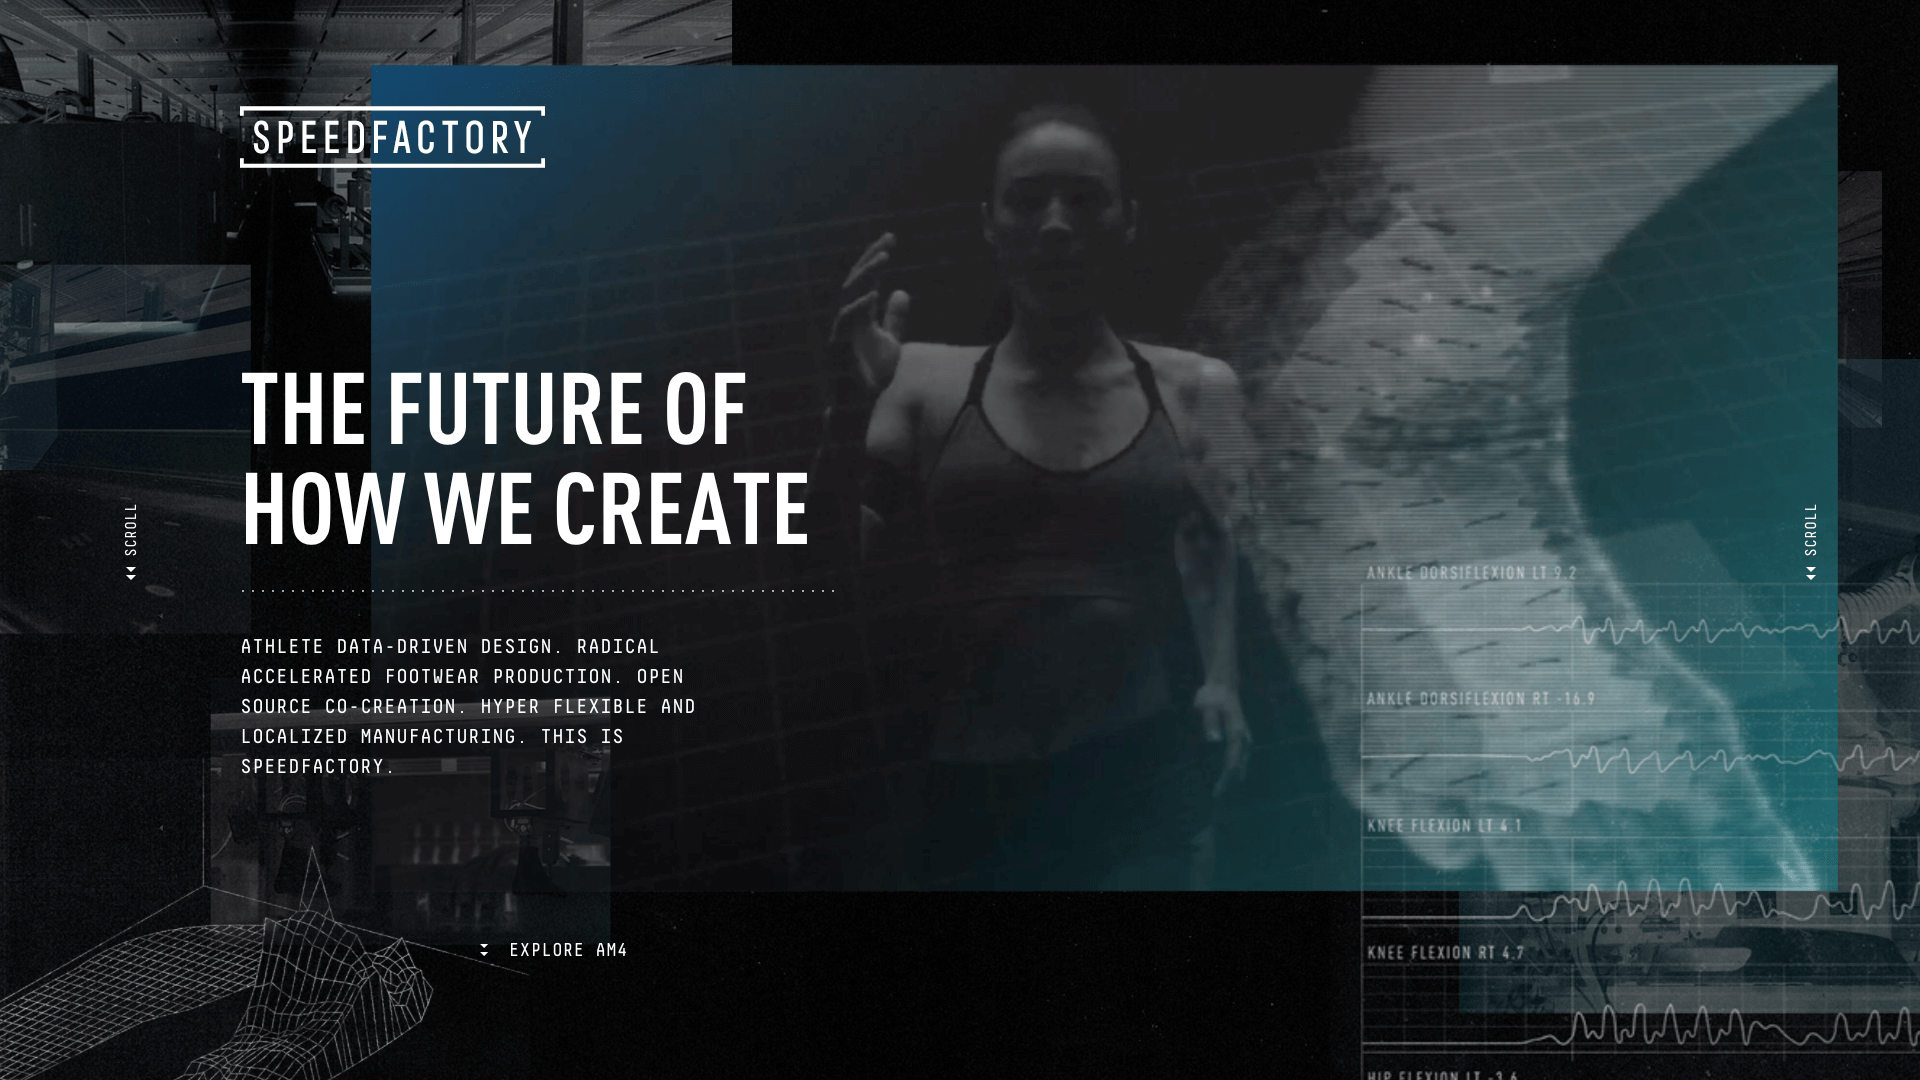 SPEEDFACTORY
THE FUTURE OF
HOW WE CREATE
SCROLL
SCROLL
ATHLETE DATA-DRIVEN DESIGN. RADICAL
ACCELERATED FOOTWEAR PRODUCTION. OPEN
SOURCE CO-CREATION. HYPER FLEXIBLE AND
LOCALIZED MANUFACTURING. THIS IS
SPEEDFACTORY.
EXPLORE AM4
ANKLE DORSIFLEXION LT 9.2
ANKLE DORSIFLEXION RT -16.9
KNEE FLEXION LT 4.1
KNEE FLEXION RT 4.7
HIP FLEXION LT -3.6